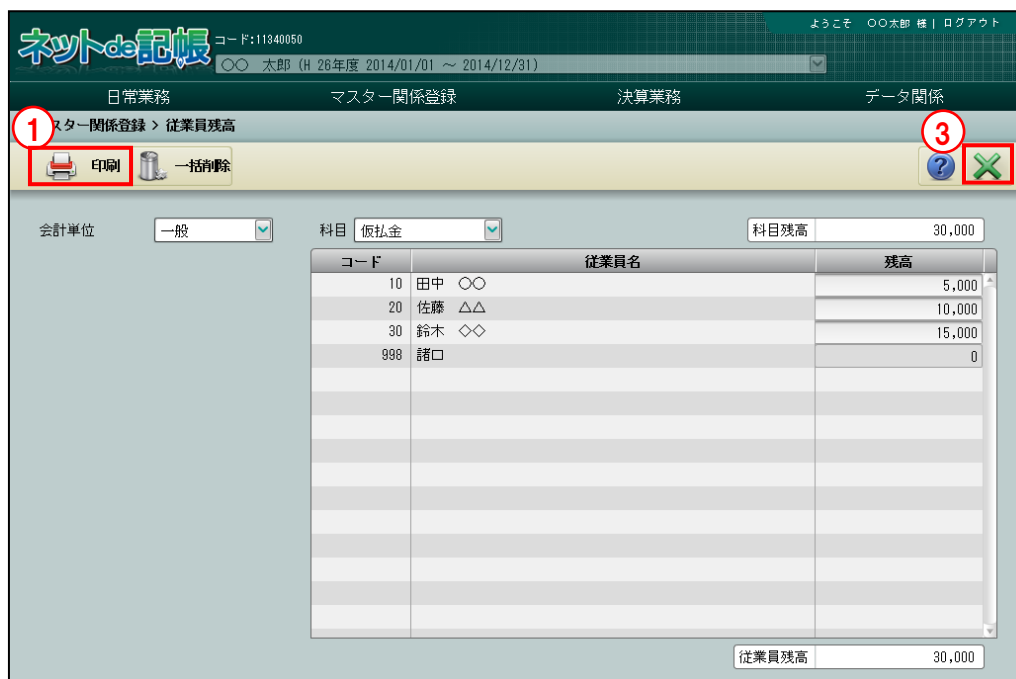 ようこそ 〇〇太郎 様 | ログアウト
ネットde記帳 コード:11340050
〇〇 太郎 (H 26年度 2014/01/01 ～ 2014/12/31)
日常業務 マスター関係登録 決算業務 データ関係
1 スター関係登録 > 従業員残高 3
印刷 一括削除 ?
会計単位 一般 科目 仮払金 科目残高 30,000
コード 従業員名 残高
10 田中 〇〇 5,000
20 佐藤 △△ 10,000
30 鈴木 ◇◇ 15,000
998 諸口 0
従業員残高 30,000